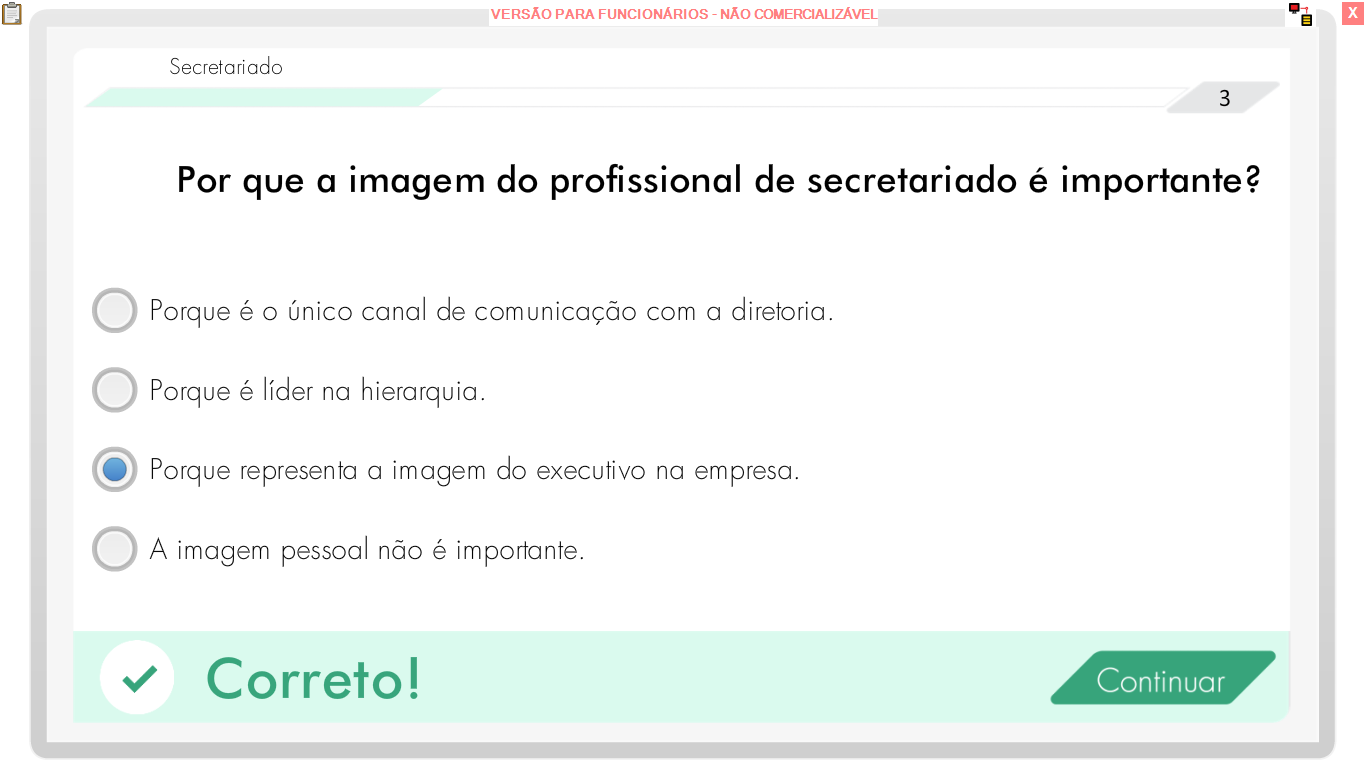 VERSÃO PARA FUNCIONÁRIOS - NÃO COMERCIALIZÁVEL
X
Secretariado
3
Por que a imagem do profissional de secretariado é importante?
Porque é o único canal de comunicação com a diretoria.
Porque é líder na hierarquia.
Porque representa a imagem do executivo na empresa.
A imagem pessoal não é importante.
Correto!
Continuar